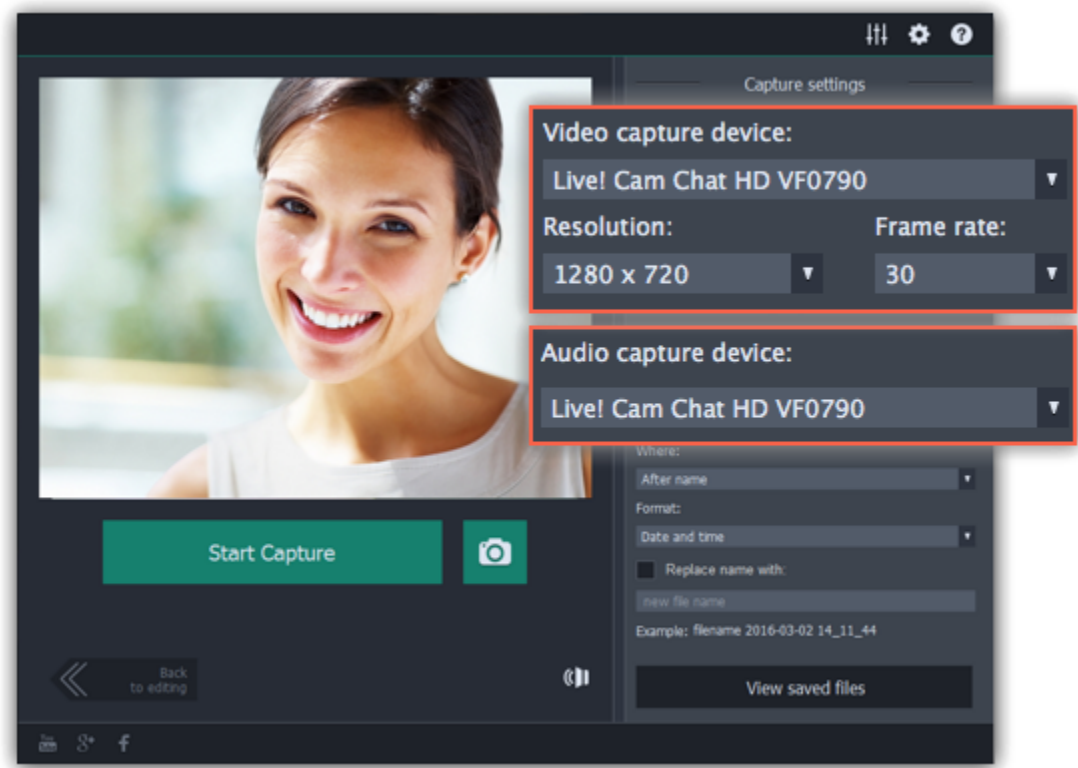 Capture settings
Video capture device:
Live! Cam Chat HD VF0790
Resolution:
Frame rate:
1280 x 720
30
Audio capture device:
Live! Cam Chat HD VF0790
Where:
After name
Format:
Date and time
Replace name with:
new file name
Example: filename 2016-03-02 14_11_44
View saved files
Start Capture
Back
to editing